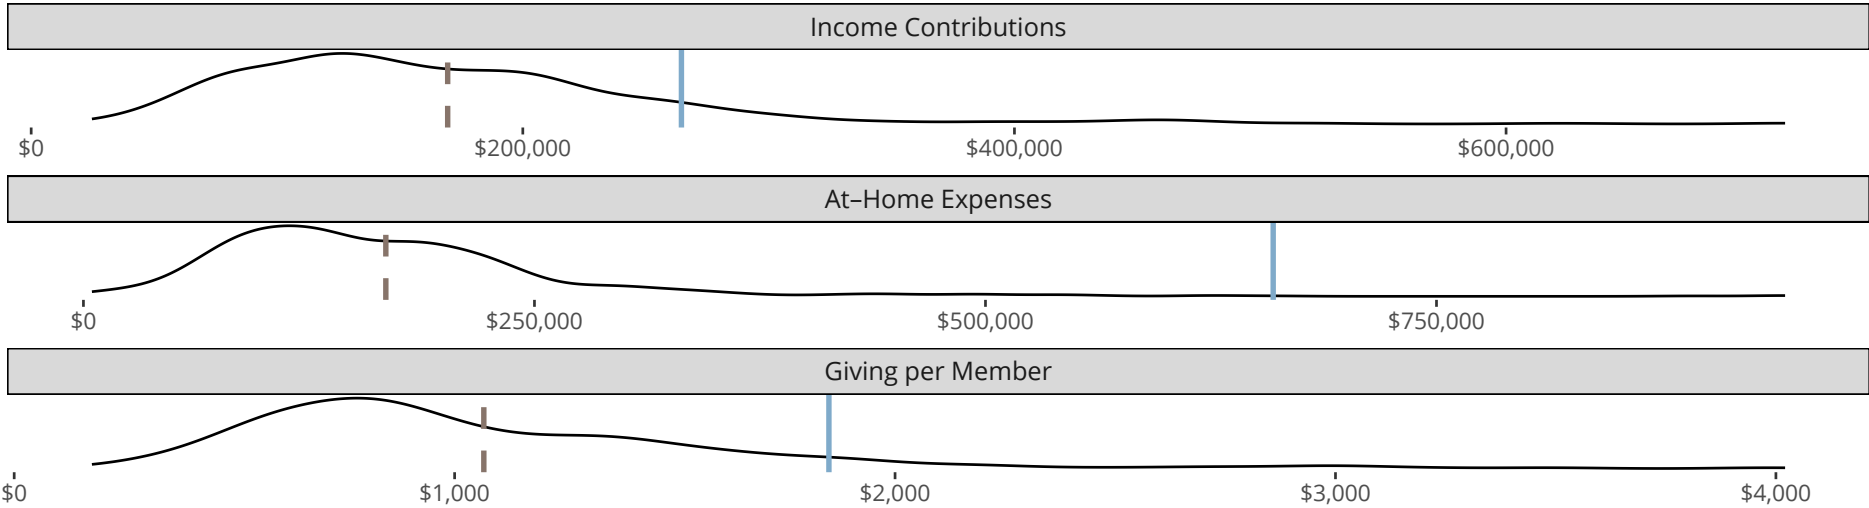 Income Contributions
$0 $200,000 $400,000 $600,000
At–Home Expenses
$0 $250,000 $500,000 $750,000
Giving per Member
$0 $1,000 $2,000 $3,000 $4,000